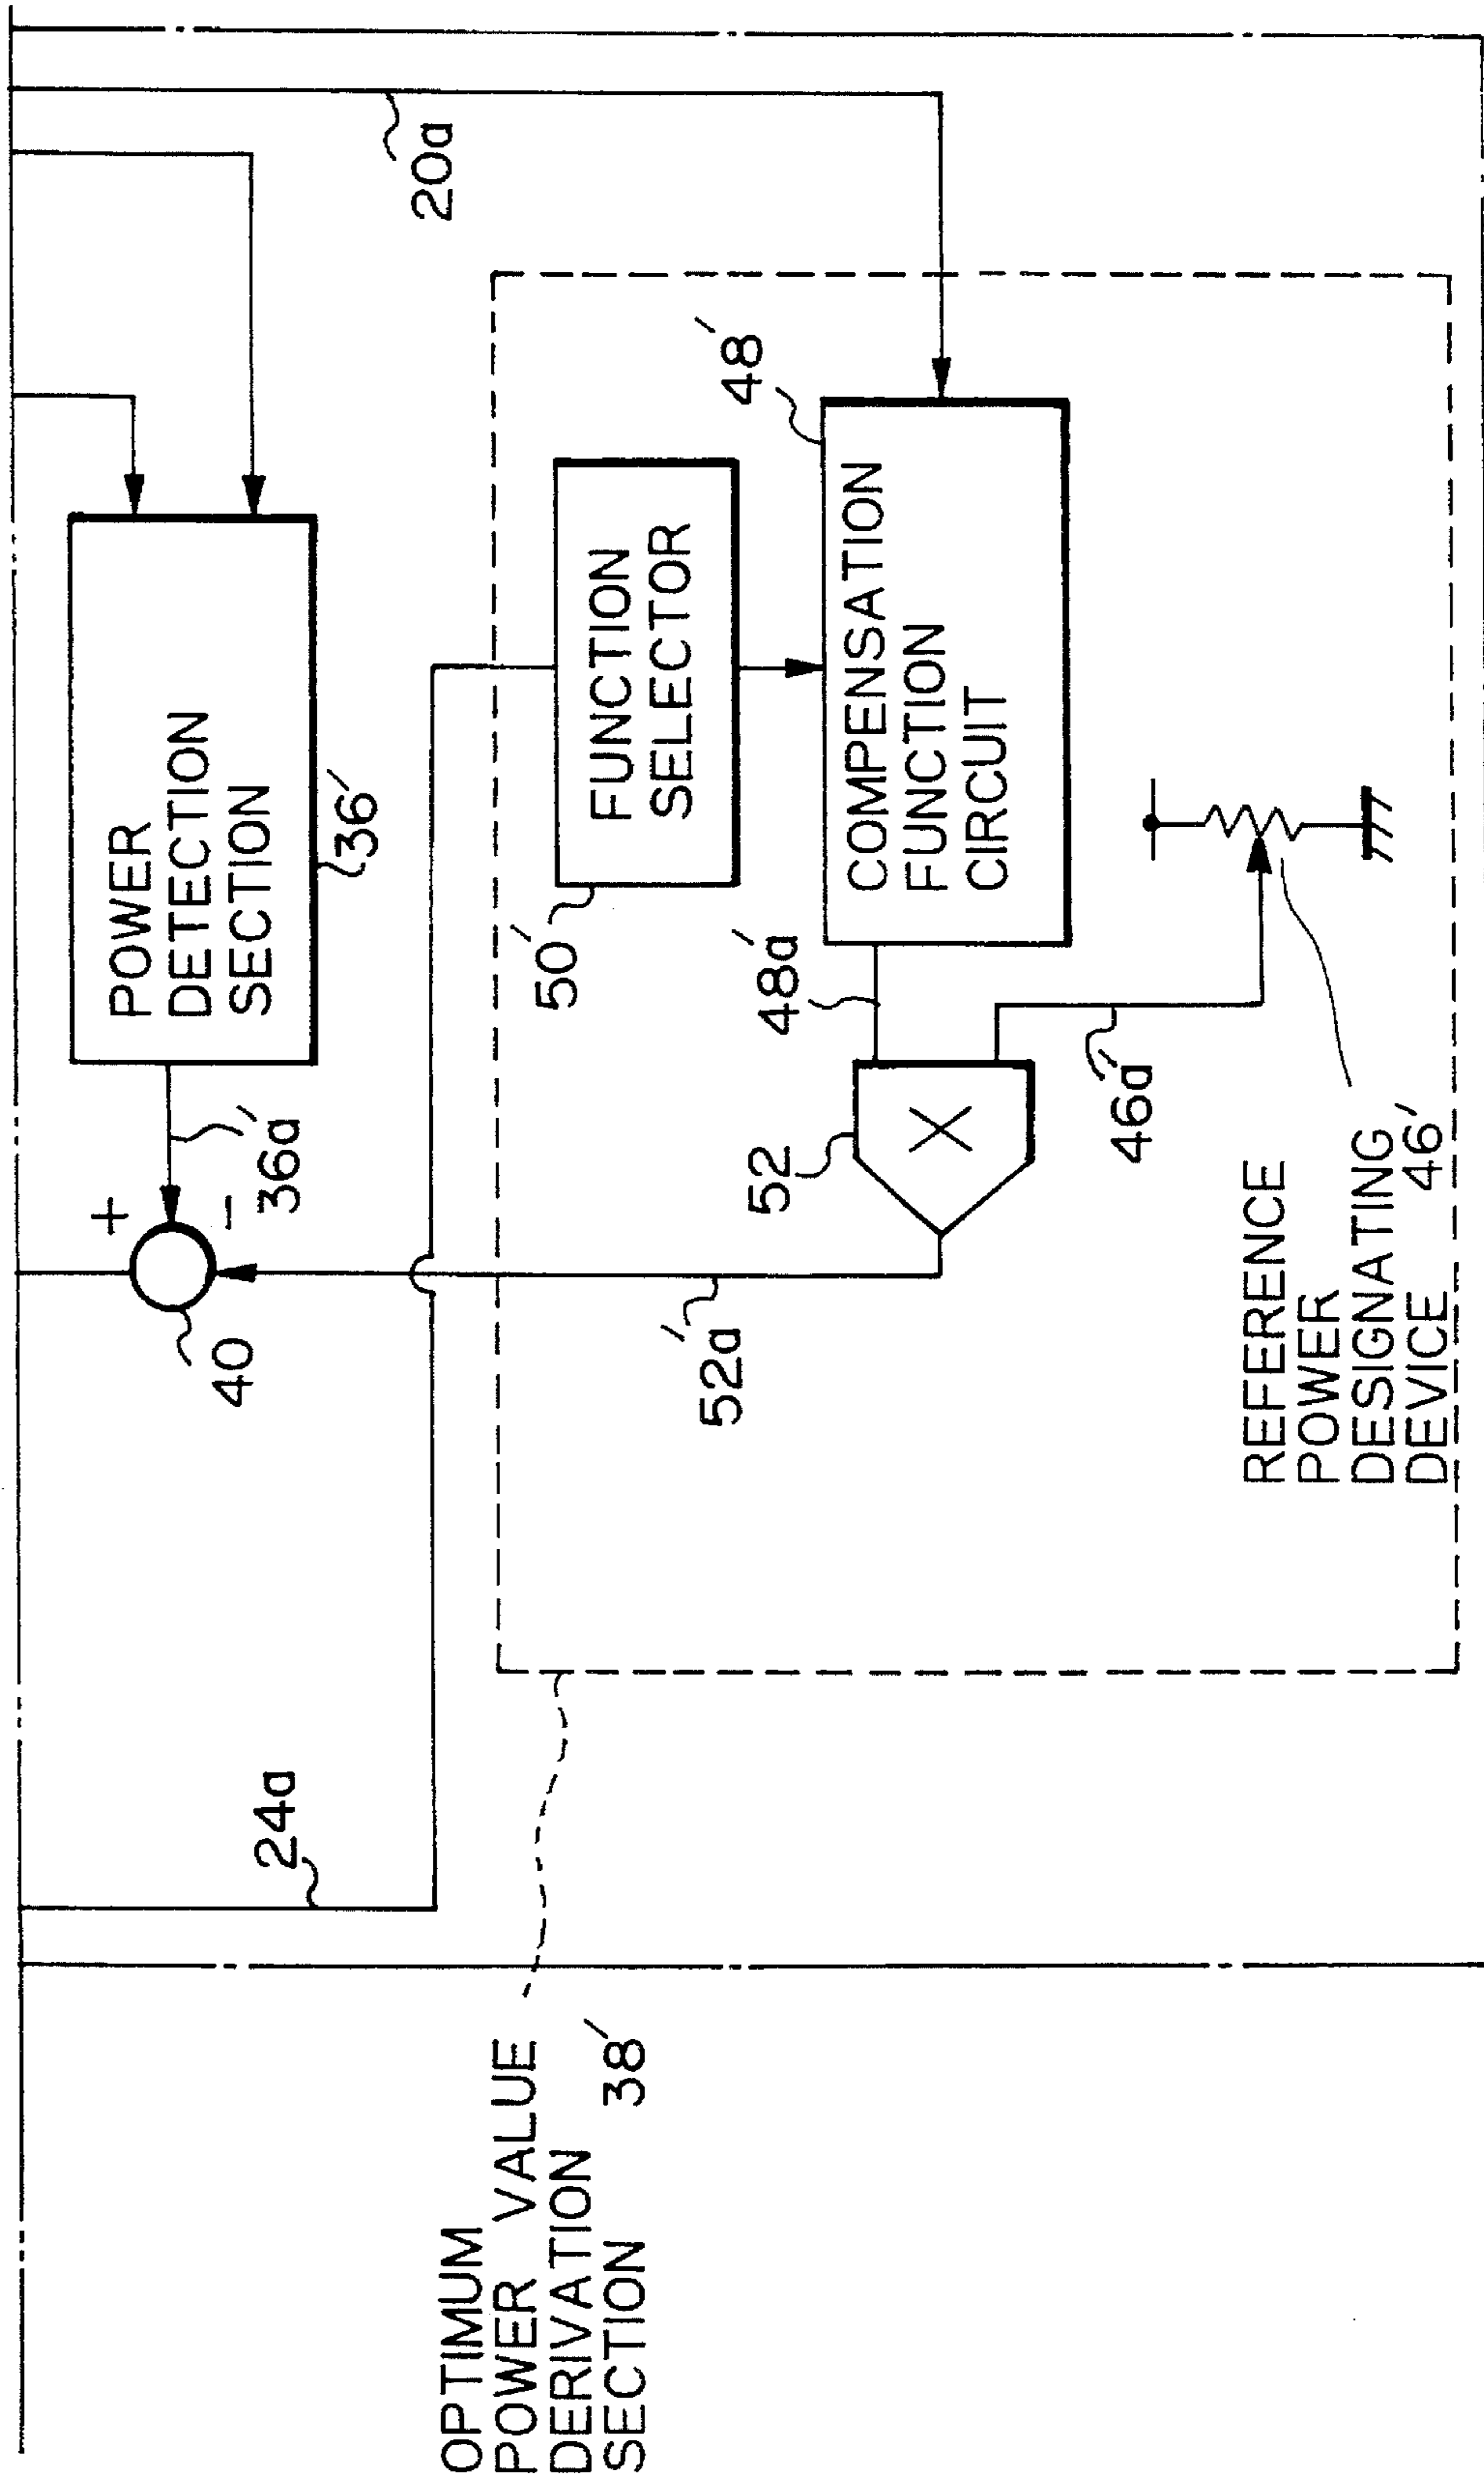 24a
40
+
-
36a'
POWER
DETECTION
SECTION
36'
20a
OPTIMUM
POWER VALUE
DERIVATION
SECTION 38'
50'
FUNCTION
SELECTOR
52a'
52
X
48a'
48'
COMPENSATION
FUNCTION
CIRCUIT
46a'
REFERENCE
POWER
DESIGNATING
DEVICE 46'